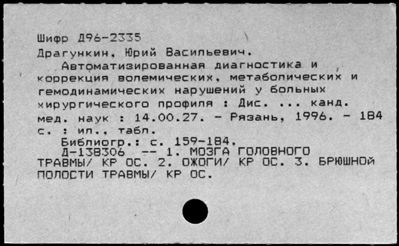 Шифр Д96-2335
Драгункин, Юрий Васильевич.
Автоматизированная диагностика и
коррекция волемических, метаболических и
гемодинамических нарушений у больных
хирургического профиля : Дис. ... канд.
мед. наук : 14.00.27. - Рязань, 1996. - 184
с. : ил., табл.
Библиогр.: с. 159-184.
Д-138306 -- 1. МОЗГА ГОЛОВНОГО
ТРАВМЫ/ КР ОС. 2. ОЖОГИ/ КР ОС. 3. БРЮШНОЙ
ПОЛОСТИ ТРАВМЫ/ КР ОС.